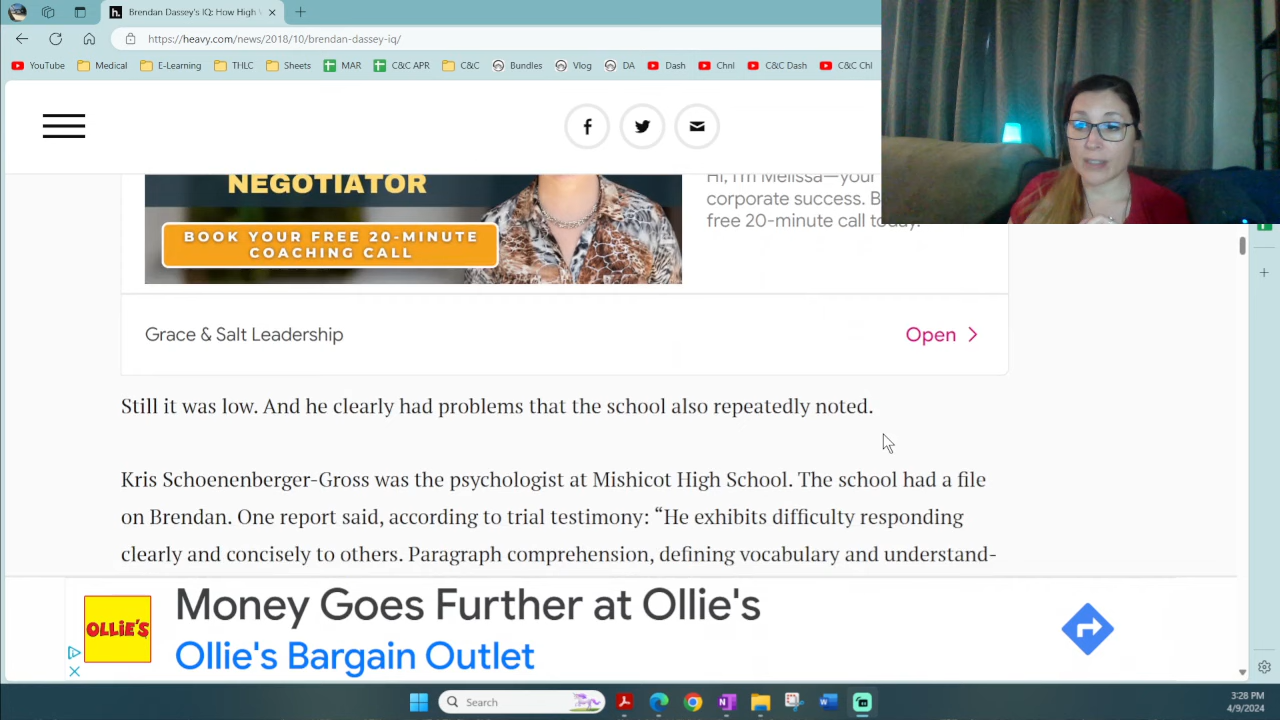 Brendan Dassey's IQ: How High
https://heavy.com/news/2018/10/brendan-dassey-iq/
YouTube Medical E-Learning THLC Sheets MAR C&C APR C&C Bundles Vlog DA Dash Chnl C&C Dash C&C Chl
NEGOTIATOR
BOOK YOUR FREE 20-MINUTE
COACHING CALL
Hi, I'm Melissa—your
corporate success. B
free 20-minute call today.
Grace & Salt Leadership
Open
Still it was low. And he clearly had problems that the school also repeatedly noted.
Kris Schoenenberger-Gross was the psychologist at Mishicot High School. The school had a file
on Brendan. One report said, according to trial testimony: “He exhibits difficulty responding
clearly and concisely to others. Paragraph comprehension, defining vocabulary and understand-
OLLiE'S
Money Goes Further at Ollie's
Ollie's Bargain Outlet
Search
3:28 PM
4/9/2024